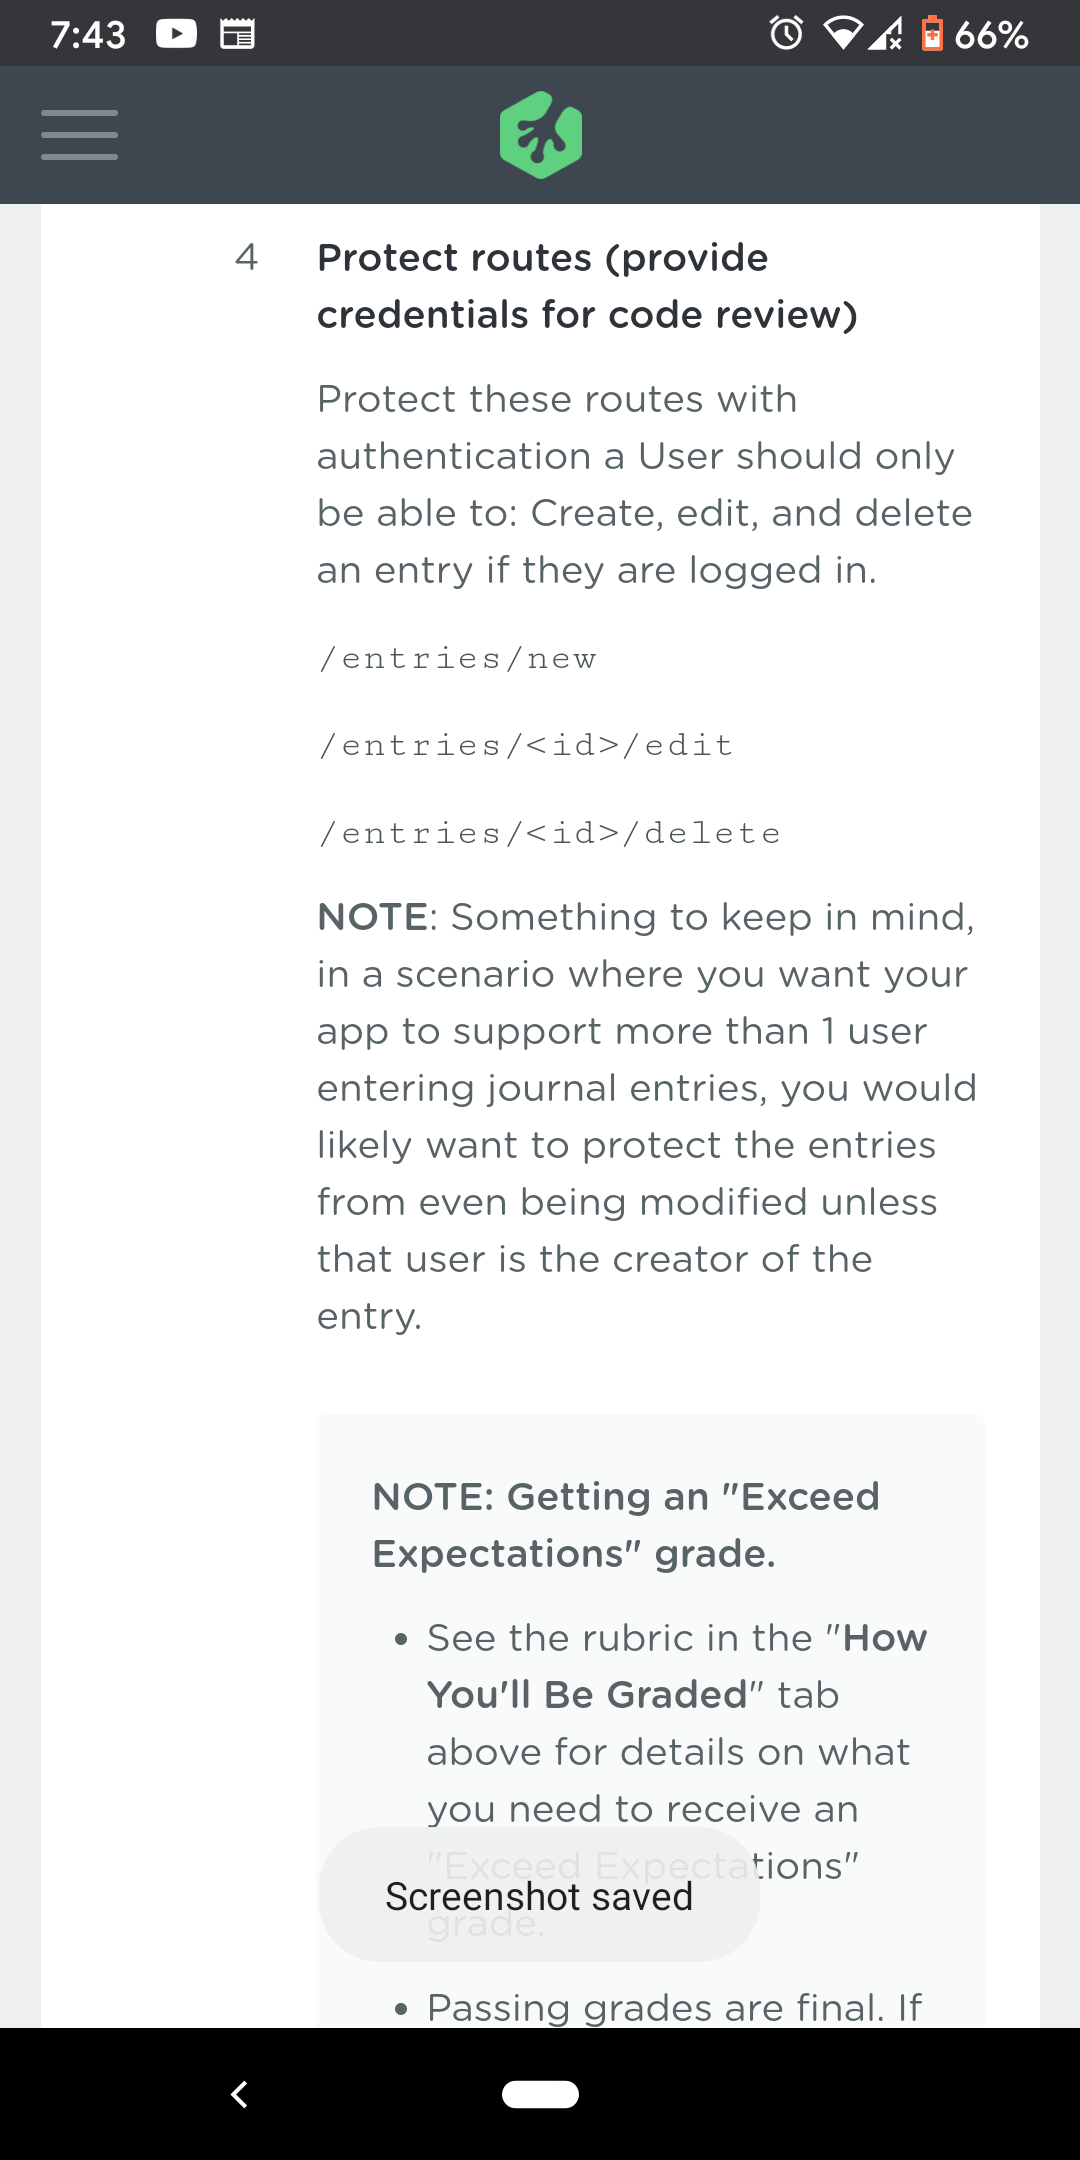 7:43
66%
4 Protect routes (provide
credentials for code review)
Protect these routes with
authentication a User should only
be able to: Create, edit, and delete
an entry if they are logged in.
/entries/new
/entries/<id>/edit
/entries/<id>/delete
NOTE: Something to keep in mind,
in a scenario where you want your
app to support more than 1 user
entering journal entries, you would
likely want to protect the entries
from even being modified unless
that user is the creator of the
entry.
NOTE: Getting an "Exceed
Expectations" grade.
• See the rubric in the "How
You'll Be Graded" tab
above for details on what
you need to receive an
"Exceed Expectations"
Screenshot saved
grade.
• Passing grades are final. If